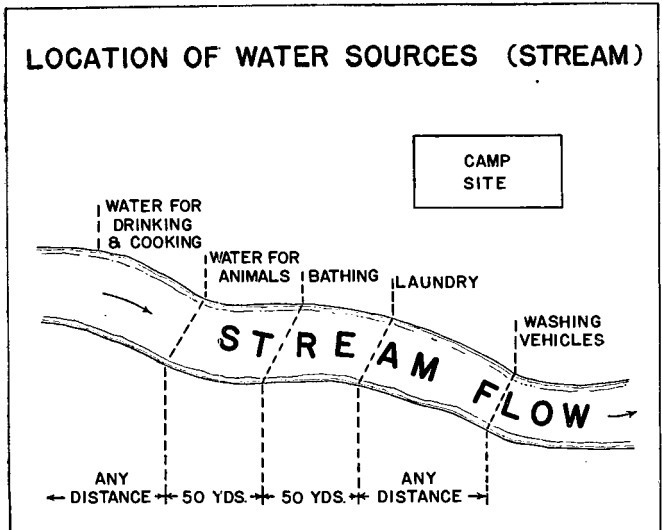 LOCATION OF WATER SOURCES (STREAM)
CAMP
SITE
WATER FOR
DRINKING
& COOKING
WATER FOR
ANIMALS
BATHING
LAUNDRY
WASHING
VEHICLES
STREAM FLOW
ANY
DISTANCE
50 YDS.
50 YDS.
ANY
DISTANCE